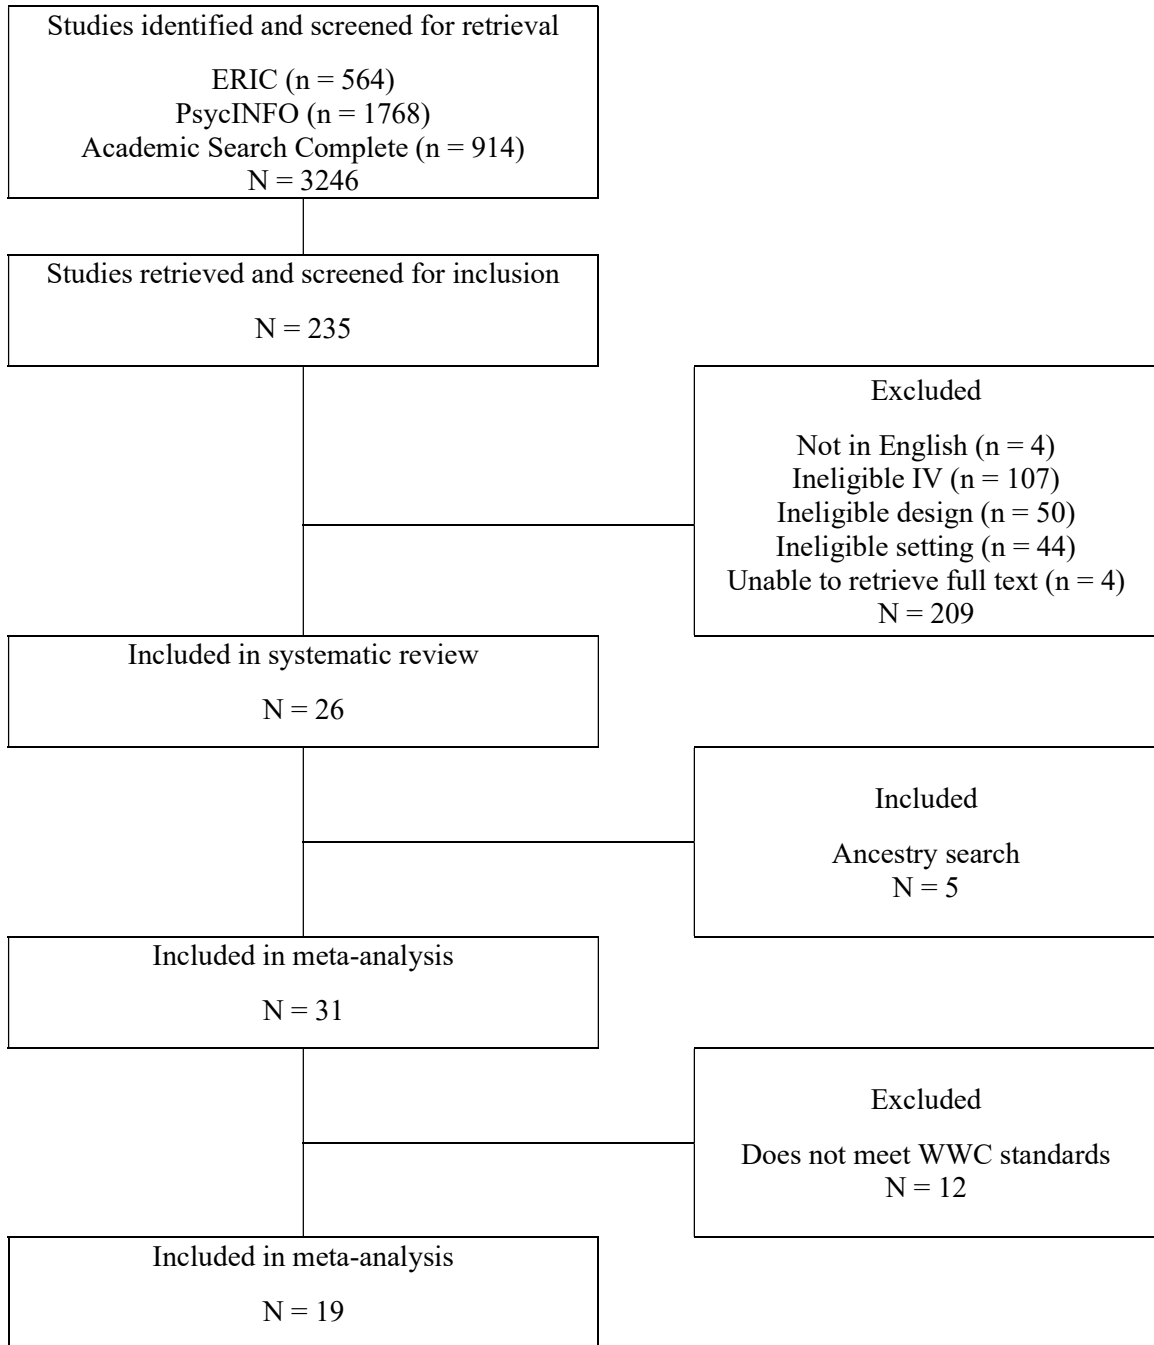 Studies identified and screened for retrieval
ERIC (n = 564)
PsycINFO (n = 1768)
Academic Search Complete (n = 914)
N = 3246
Studies retrieved and screened for inclusion
N = 235
Excluded
Not in English (n = 4)
Ineligible IV (n = 107)
Ineligible design (n = 50)
Ineligible setting (n = 44)
Unable to retrieve full text (n = 4)
N = 209
Included in systematic review
N = 26
Included
Ancestry search
N = 5
Included in meta-analysis
N = 31
Excluded
Does not meet WWC standards
N = 12
Included in meta-analysis
N = 19